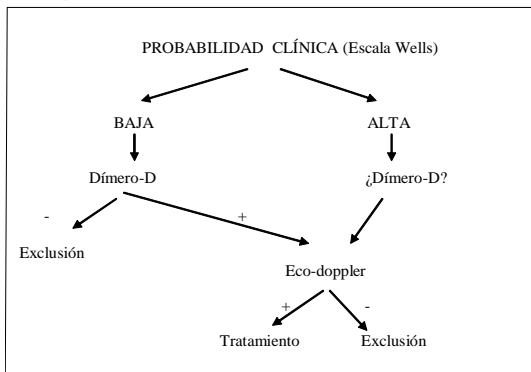 PROBABILIDAD CLÍNICA (Escala Wells)
BAJA
ALTA
Dímero-D
¿Dímero-D?
-
+
Exclusión
Eco-doppler
+
-
Tratamiento
Exclusión